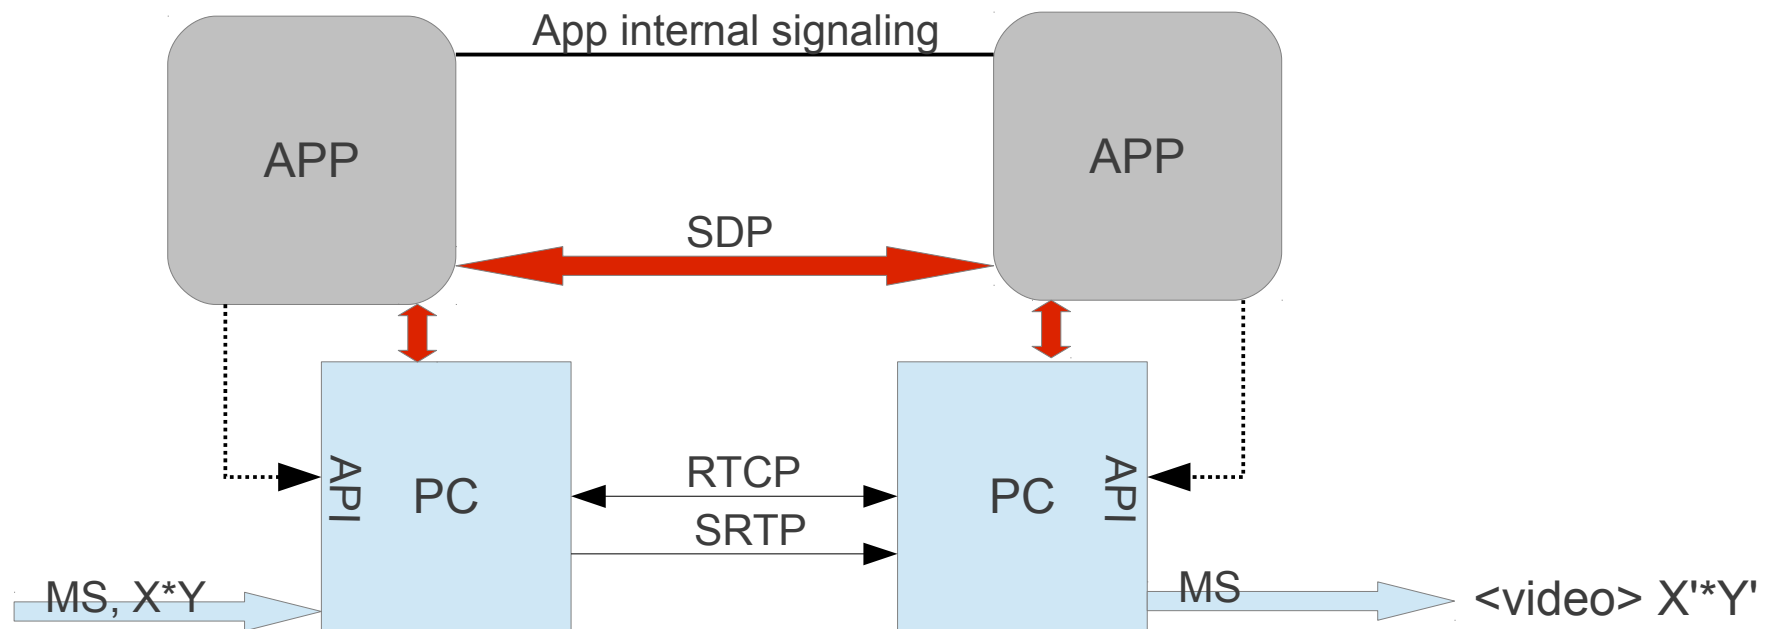 App internal signaling
APP
APP
SDP
API
PC
RTCP
SRTP
PC
API
MS, X*Y
MS
<video> X'*Y'